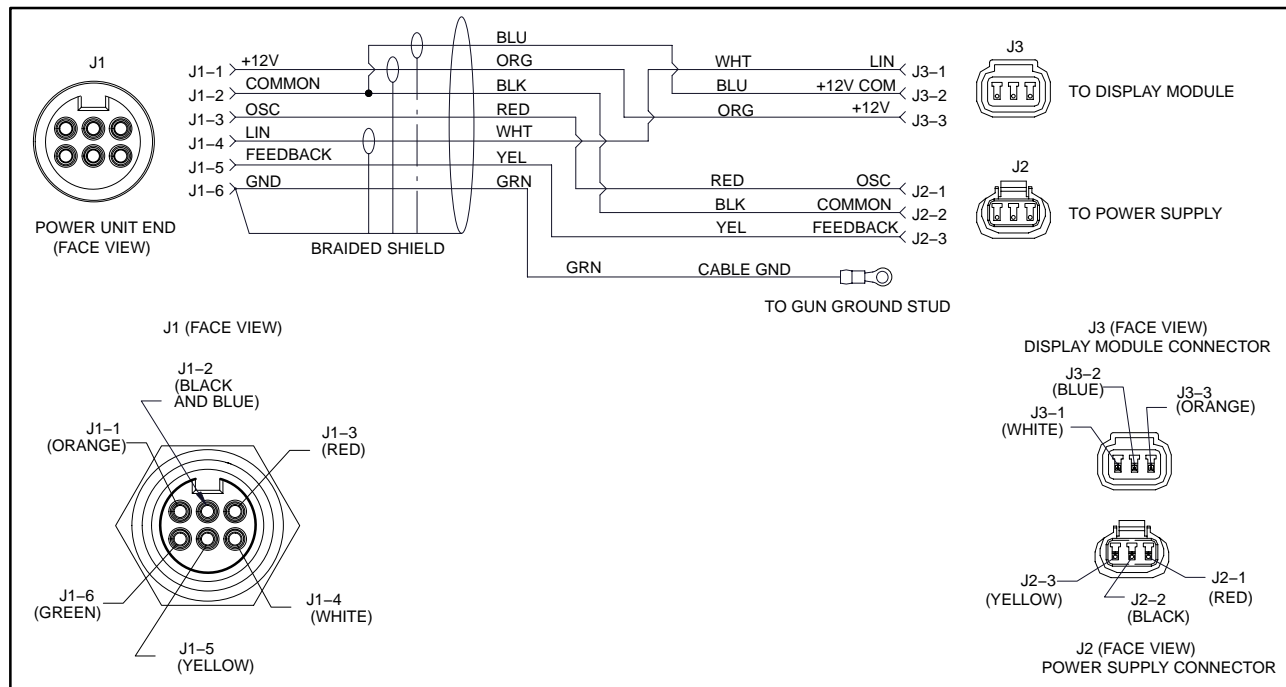 J1
J1–1 +12V ORG
BLU
J1–2 COMMON BLK
J1–3 OSC RED
J1–4 LIN WHT
J1–5 FEEDBACK YEL
J1–6 GND GRN
POWER UNIT END
(FACE VIEW)
BRAIDED SHIELD
WHT LIN J3–1
BLU +12V COM J3–2
ORG +12V J3–3
J3
TO DISPLAY MODULE
RED OSC J2–1
BLK COMMON J2–2
YEL FEEDBACK J2–3
J2
TO POWER SUPPLY
GRN CABLE GND
TO GUN GROUND STUD
J1 (FACE VIEW)
J1–2
(BLACK
AND BLUE)
J1–1
(ORANGE)
J1–3
(RED)
J1–6
(GREEN)
J1–4
(WHITE)
J1–5
(YELLOW)
J3 (FACE VIEW)
DISPLAY MODULE CONNECTOR
J3–2
(BLUE)
J3–3
(ORANGE)
J3–1
(WHITE)
J2–3
(YELLOW)
J2–2
(BLACK)
J2–1
(RED)
J2 (FACE VIEW)
POWER SUPPLY CONNECTOR